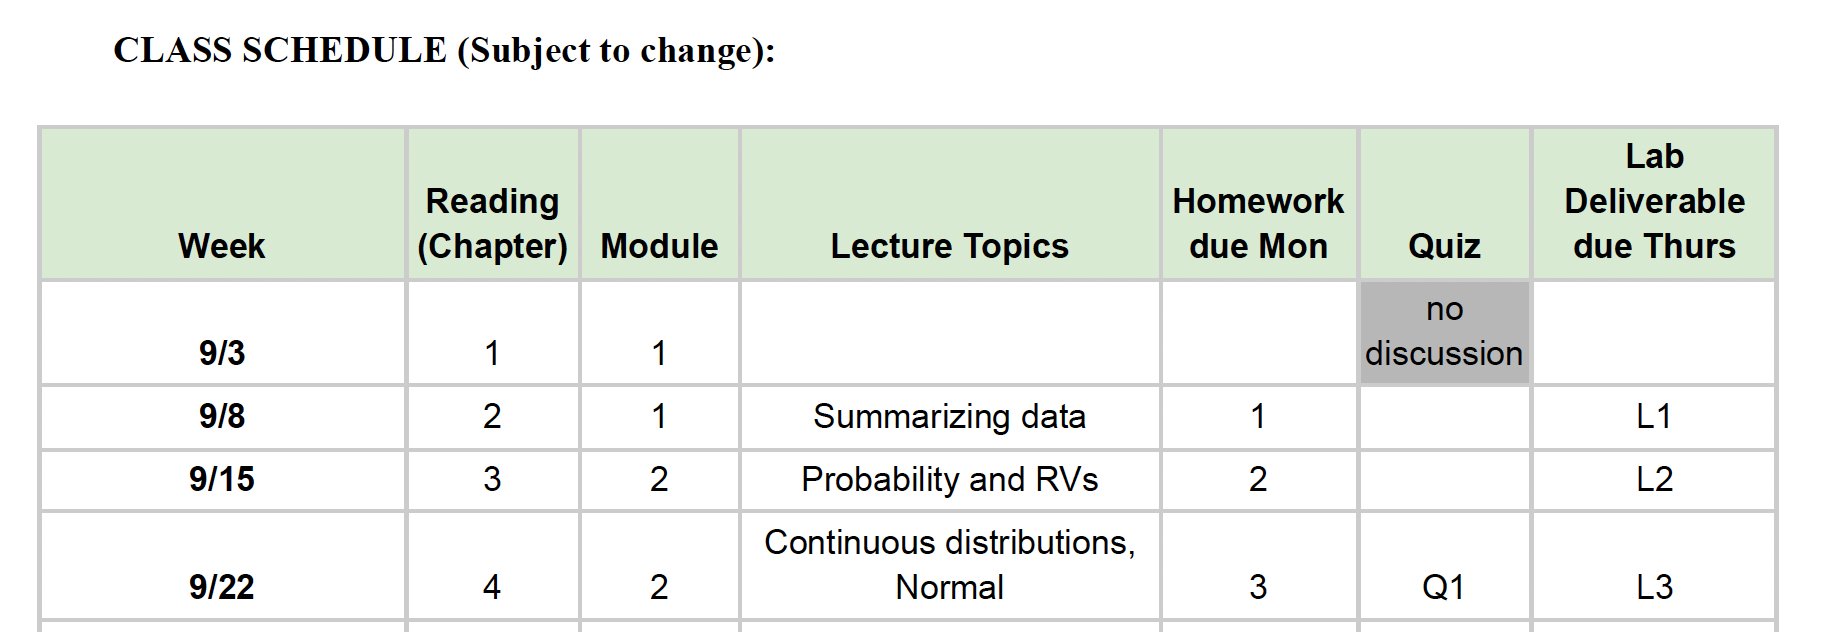 CLASS SCHEDULE (Subject to change):
Week
Reading
(Chapter)
Module
Lecture Topics
Homework
due Mon
Quiz
Lab
Deliverable
due Thurs
9/3
1
1
no
discussion
9/8
2
1
Summarizing data
1
L1
9/15
3
2
Probability and RVs
2
L2
9/22
4
2
Continuous distributions,
Normal
3
Q1
L3